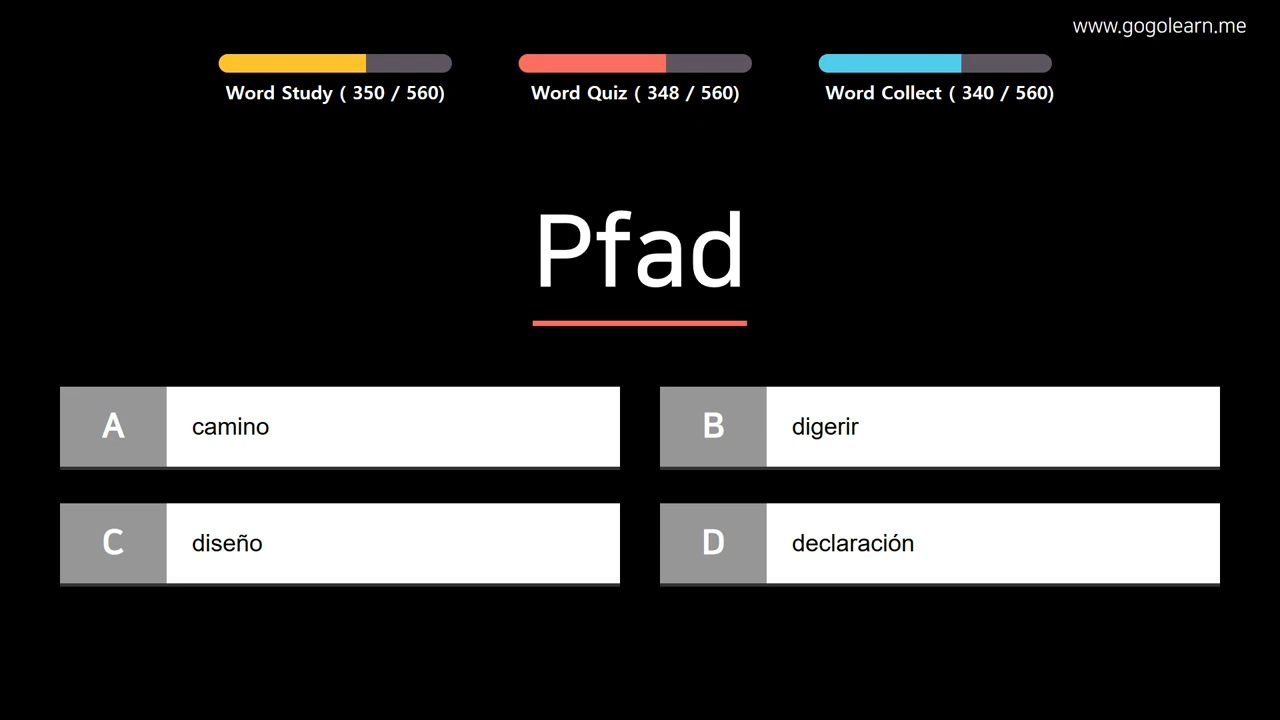 www.gogolearn.me
Word Study ( 350 / 560)
Word Quiz ( 348 / 560)
Word Collect ( 340 / 560)
Pfad
A camino
B digerir
C diseño
D declaración